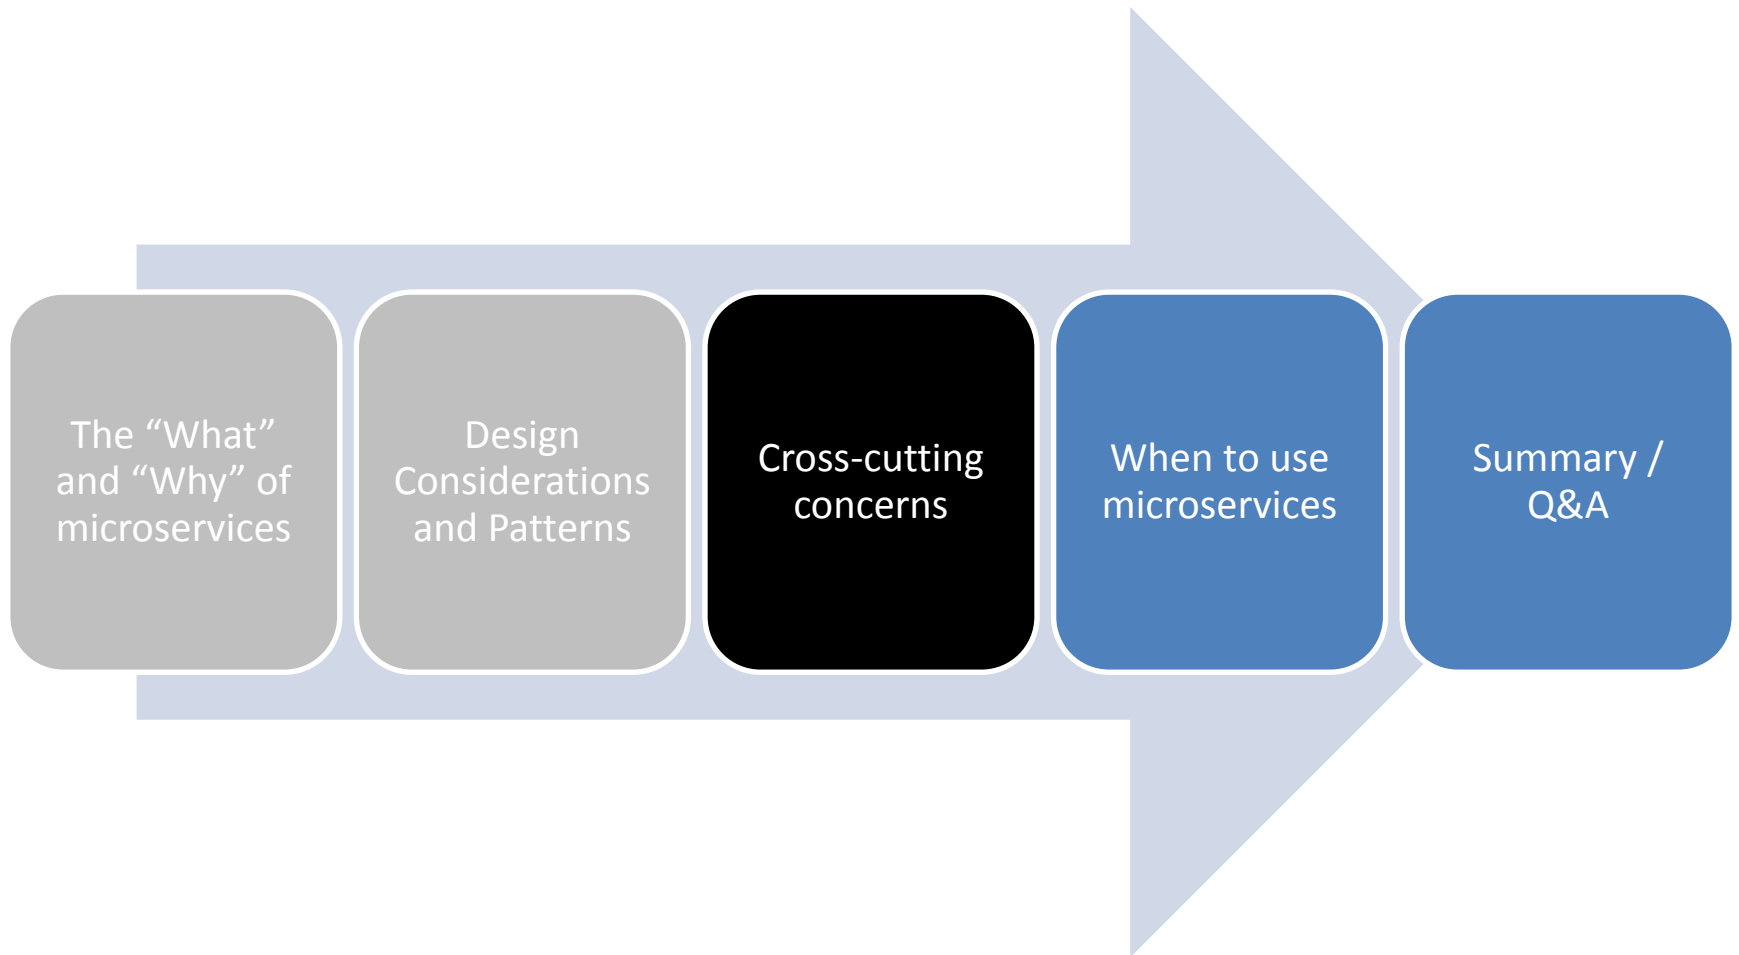 The “What”
and “Why” of
microservices
Design
Considerations
and Patterns
Cross-cutting
concerns
When to use
microservices
Summary /
Q&A